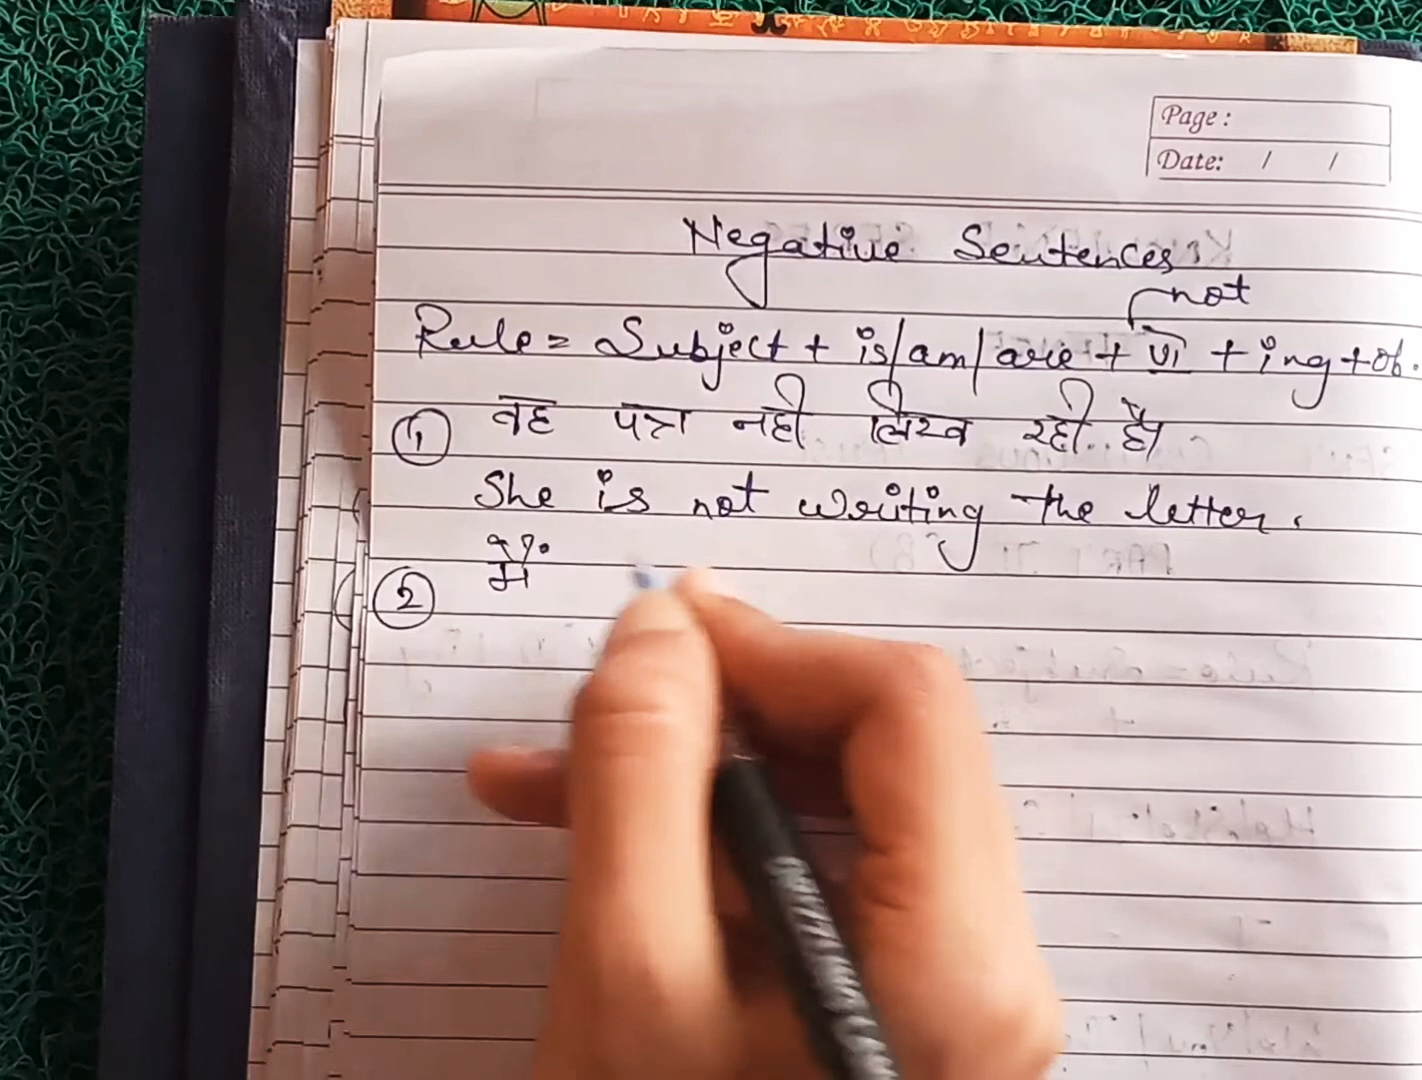 Page :
Date: / /
Negative Sentences
not
Rule = Subject + is/am/are + VI + ing + ob.
① वह पत्र नही लिख रही है।
She is not writing the letter.
② मैं